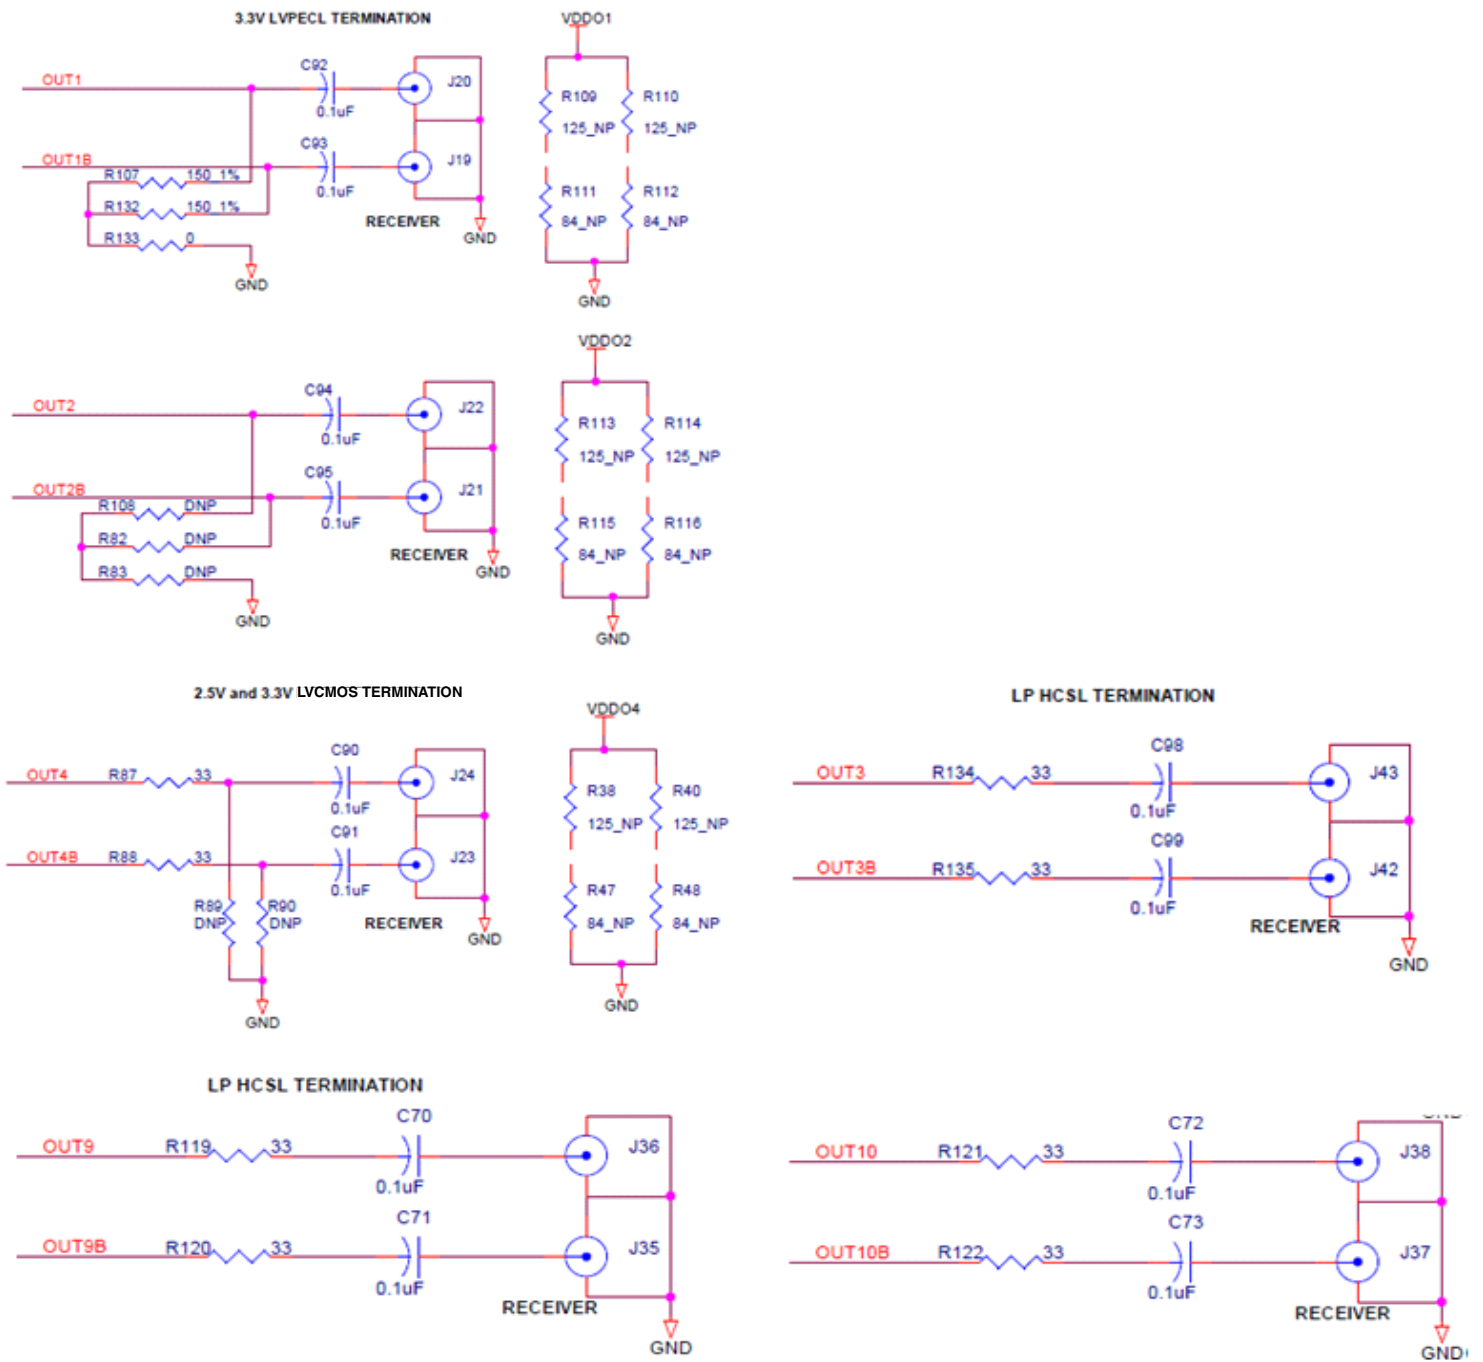 3.3V LVPECL TERMINATION
VDDO1
OUT1
C92
0.1uF
J20
R109
125_NP
R110
125_NP
OUT1B
C93
0.1uF
J19
R107 150_1%
R132 150_1%
R133 0
GND
RECEIVER
GND
R111
84_NP
R112
84_NP
GND
VDDO2
OUT2
C94
0.1uF
J22
R113
125_NP
R114
125_NP
OUT2B
C95
0.1uF
J21
R108 DNP
R82 DNP
R83 DNP
GND
RECEIVER
GND
R115
84_NP
R116
84_NP
GND
2.5V and 3.3V LVCMOS TERMINATION
VDDO4
OUT4 R87 33
C90
0.1uF
J24
R38
125_NP
R40
125_NP
OUT4B R88 33
C91
0.1uF
J23
R89
DNP
R90
DNP
GND
RECEIVER
GND
R47
84_NP
R48
84_NP
GND
LP HCSL TERMINATION
OUT3 R134 33
C98
0.1uF
J43
OUT3B R135 33
C99
0.1uF
J42
RECEIVER
GND
LP HCSL TERMINATION
OUT9 R119 33
C70
0.1uF
J36
OUT9B R120 33
C71
0.1uF
J35
RECEIVER
GND
OUT10 R121 33
C72
0.1uF
J38
OUT10B R122 33
C73
0.1uF
J37
RECEIVER
GND